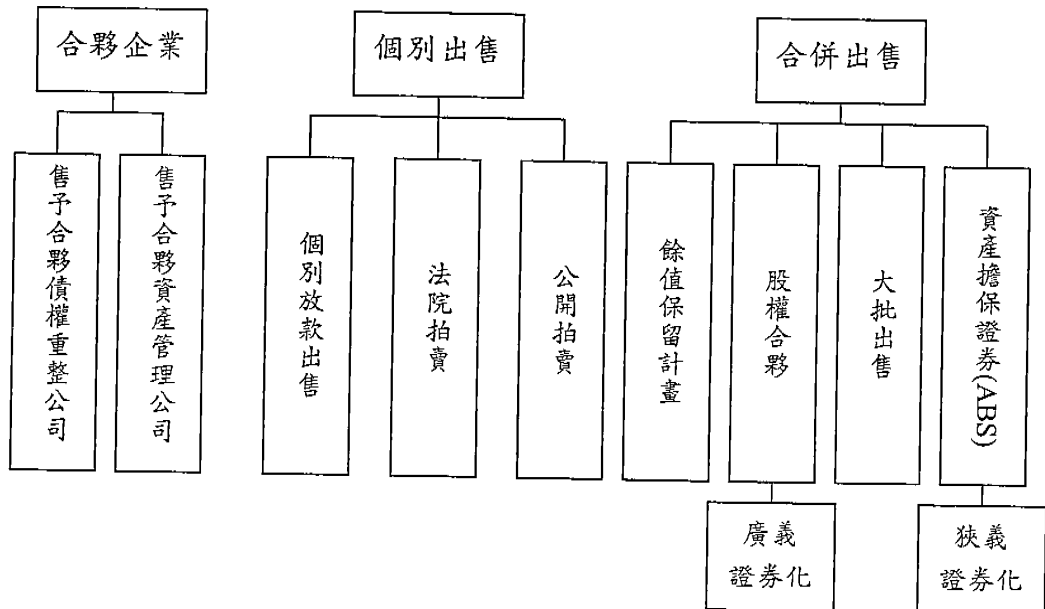 合夥企業
個別出售
合併出售
售予合夥債權重整公司
售予合夥資產管理公司
個別放款出售
法院拍賣
公開拍賣
餘值保留計畫
股權合夥
大批出售
資產擔保證券(ABS)
廣義
證券化
狹義
證券化